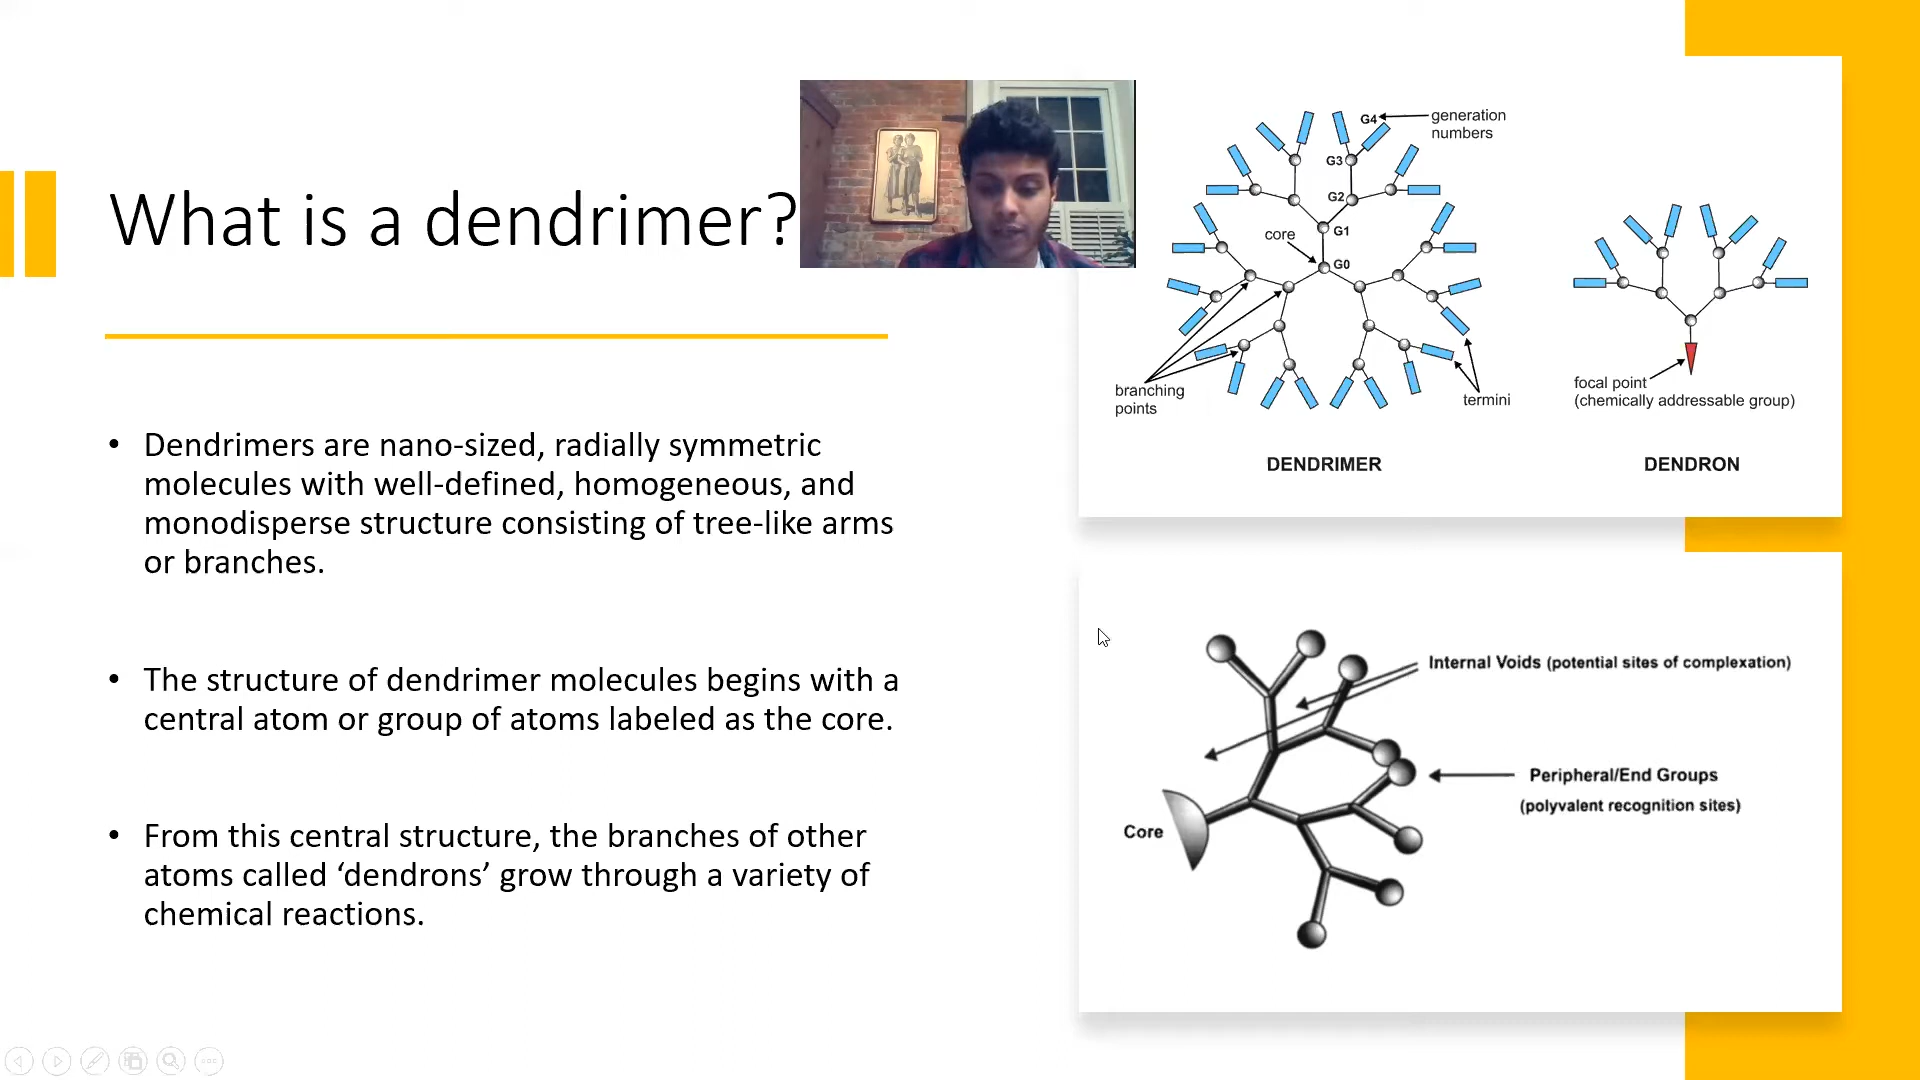 What is a dendrimer?
• Dendrimers are nano-sized, radially symmetric
molecules with well-defined, homogeneous, and
monodisperse structure consisting of tree-like arms
or branches.
• The structure of dendrimer molecules begins with a
central atom or group of atoms labeled as the core.
• From this central structure, the branches of other
atoms called ‘dendrons’ grow through a variety of
chemical reactions.
G4
generation
numbers
G3
G2
G1
core
G0
branching
points
termini
DENDRIMER
focal point
(chemically addressable group)
DENDRON
Internal Voids (potential sites of complexation)
Peripheral/End Groups
(polyvalent recognition sites)
Core